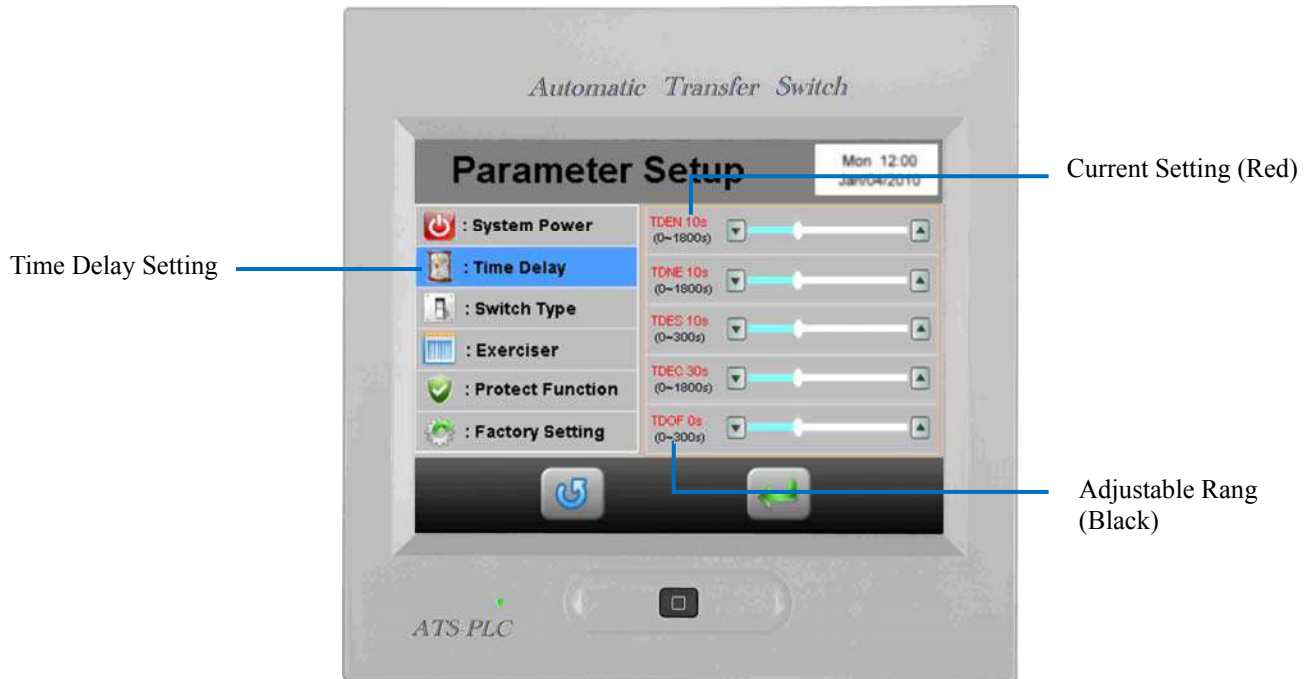 Automatic Transfer Switch
Parameter Setup
Mon 12:00
Jan/04/2010
Current Setting (Red)
: System Power
TDEN 10s
(0~1800s)
Time Delay Setting
: Time Delay
TDNE 10s
(0~1800s)
: Switch Type
TDES 10s
(0~300s)
: Exerciser
TDEC 30s
(0~1800s)
: Protect Function
TDOF 0s
(0~300s)
: Factory Setting
Adjustable Rang
(Black)
ATS-PLC